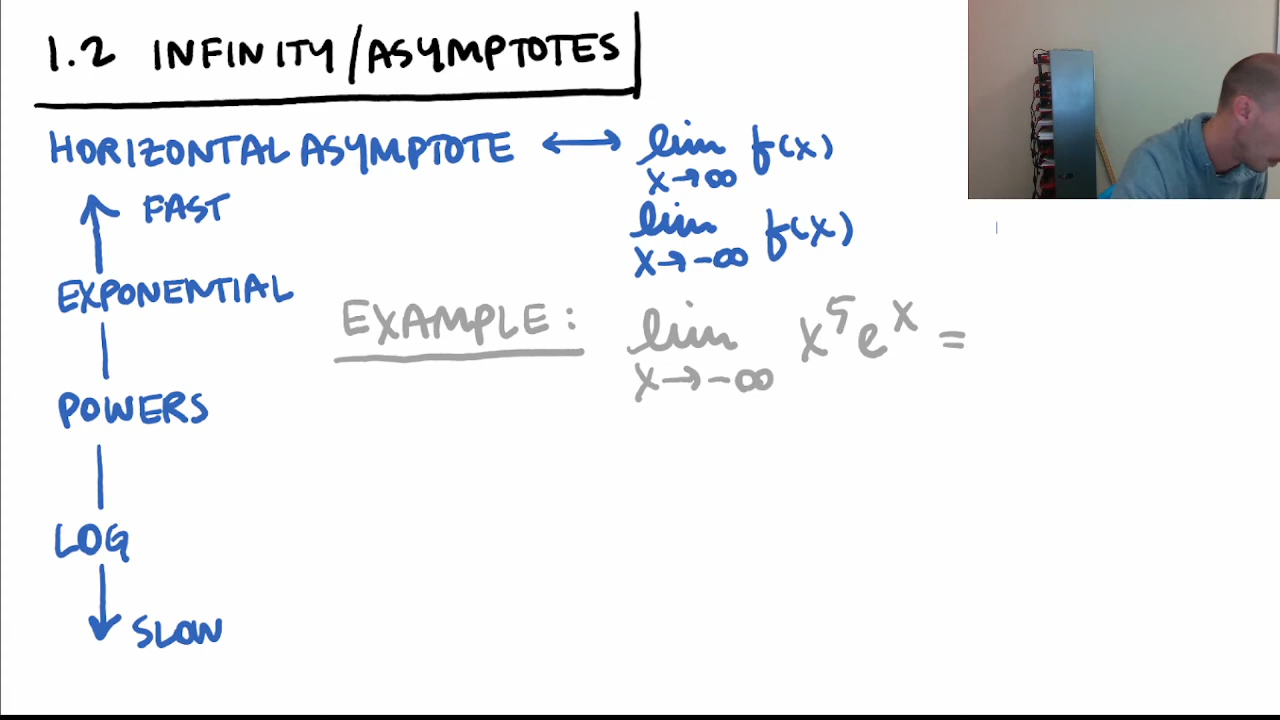 1.2 INFINITY/ASYMPTOTES
HORIZONTAL ASYMPTOTE ⟷ lim x→∞ f(x)
lim x→-∞ f(x)
FAST
EXPONENTIAL
EXAMPLE: lim x→-∞ x⁵eˣ =
POWERS
LOG
SLOW